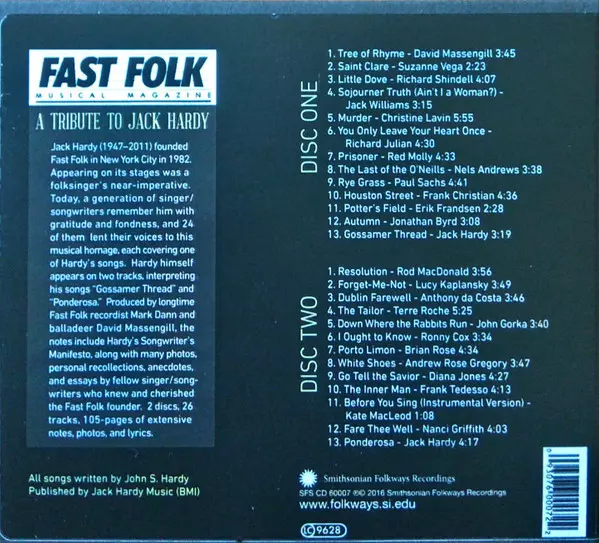 FAST FOLK
MUSICAL MAGAZINE
A TRIBUTE TO JACK HARDY
Jack Hardy (1947–2011) founded
Fast Folk in New York City in 1982.
Appearing on its stages was a
folksinger's near-imperative.
Today, a generation of singer/
songwriters remember him with
gratitude and fondness, and 24
of them lent their voices to this
musical homage, each covering one
of Hardy's songs. Hardy himself
appears on two tracks, interpreting
his songs "Gossamer Thread" and
"Ponderosa." Produced by longtime
Fast Folk recordist Mark Dann and
balladeer David Massengill, the
notes include Hardy's Songwriter's
Manifesto, along with many photos,
personal recollections, anecdotes,
and essays by fellow singer/song-
writers who knew and cherished
the Fast Folk founder. 2 discs, 26
tracks, 105-pages of extensive
notes, photos, and lyrics.
All songs written by John S. Hardy
Published by Jack Hardy Music (BMI)
DISC ONE
1. Tree of Rhyme - David Massengill 3:45
2. Saint Clare - Suzanne Vega 2:23
3. Little Dove - Richard Shindell 4:07
4. Sojourner Truth (Ain't I a Woman?) -
Jack Williams 3:15
5. Murder - Christine Lavin 5:55
6. You Only Leave Your Heart Once -
Richard Julian 4:30
7. Prisoner - Red Molly 4:33
8. The Last of the O'Neills - Nels Andrews 3:38
9. Rye Grass - Paul Sachs 4:41
10. Houston Street - Frank Christian 4:36
11. Potter's Field - Erik Frandsen 2:28
12. Autumn - Jonathan Byrd 3:08
13. Gossamer Thread - Jack Hardy 3:19
DISC TWO
1. Resolution - Rod MacDonald 3:56
2. Forget-Me-Not - Lucy Kaplansky 3:49
3. Dublin Farewell - Anthony da Costa 3:46
4. The Tailor - Terre Roche 5:25
5. Down Where the Rabbits Run - John Gorka 3:40
6. I Ought to Know - Ronny Cox 3:34
7. Porto Limon - Brian Rose 4:34
8. White Shoes - Andrew Rose Gregory 3:47
9. Go Tell the Savior - Diana Jones 4:27
10. The Inner Man - Frank Tedesso 4:13
11. Before You Sing (Instrumental Version) -
Kate MacLeod 1:08
12. Fare Thee Well - Nanci Griffith 4:03
13. Ponderosa - Jack Hardy 4:17
Smithsonian Folkways Recordings
SFS CD 60007 ℗© 2016 Smithsonian Folkways Recordings
www.folkways.si.edu
LC 9628